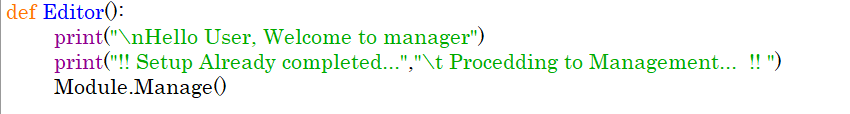 def Editor():
print("\nHello User, Welcome to manager")
print("!! Setup Already completed...","\t Procedding to Management...  !! ")
Module.Manage()